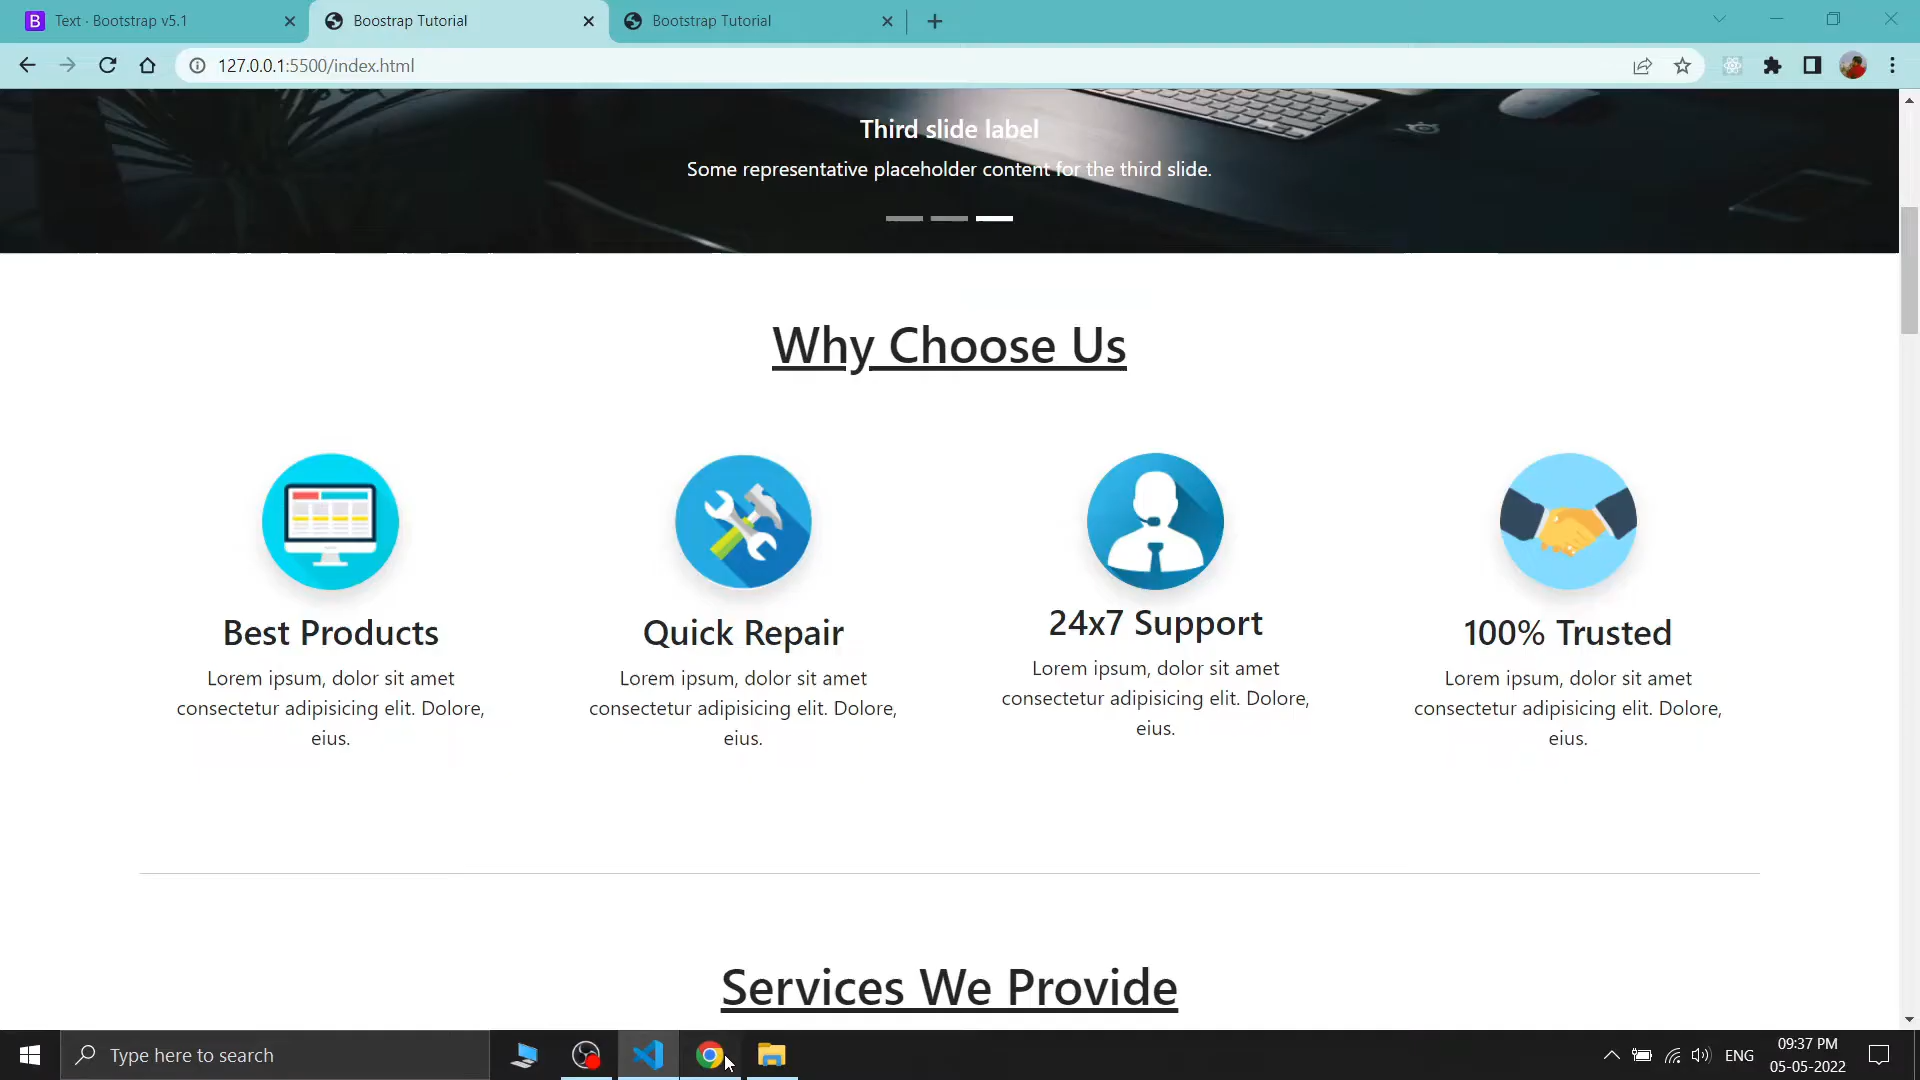 Text · Bootstrap v5.1
Boostrap Tutorial
Bootstrap Tutorial
127.0.0.1:5500/index.html
Third slide label
Some representative placeholder content for the third slide.
Why Choose Us
Best Products
Lorem ipsum, dolor sit amet
consectetur adipisicing elit. Dolore,
eius.
Quick Repair
Lorem ipsum, dolor sit amet
consectetur adipisicing elit. Dolore,
eius.
24x7 Support
Lorem ipsum, dolor sit amet
consectetur adipisicing elit. Dolore,
eius.
100% Trusted
Lorem ipsum, dolor sit amet
consectetur adipisicing elit. Dolore,
eius.
Services We Provide
Type here to search
ENG
09:37 PM
05-05-2022